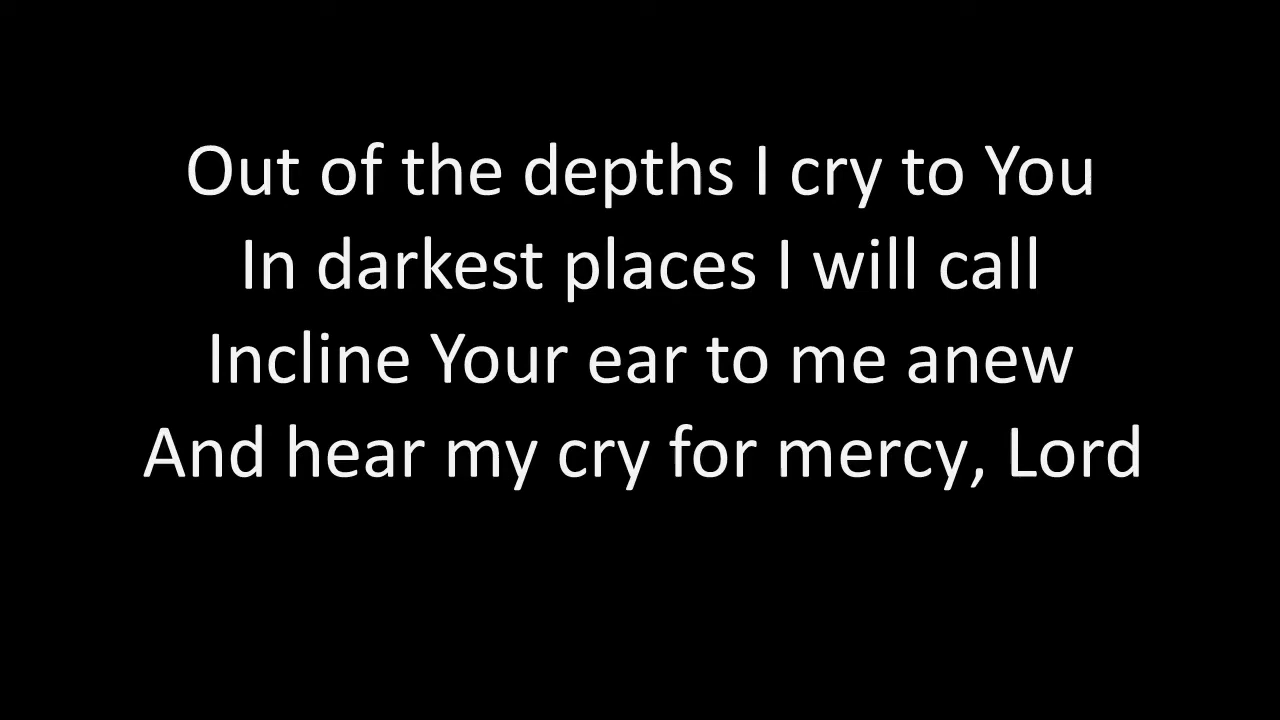 Out of the depths I cry to You
In darkest places I will call
Incline Your ear to me anew
And hear my cry for mercy, Lord